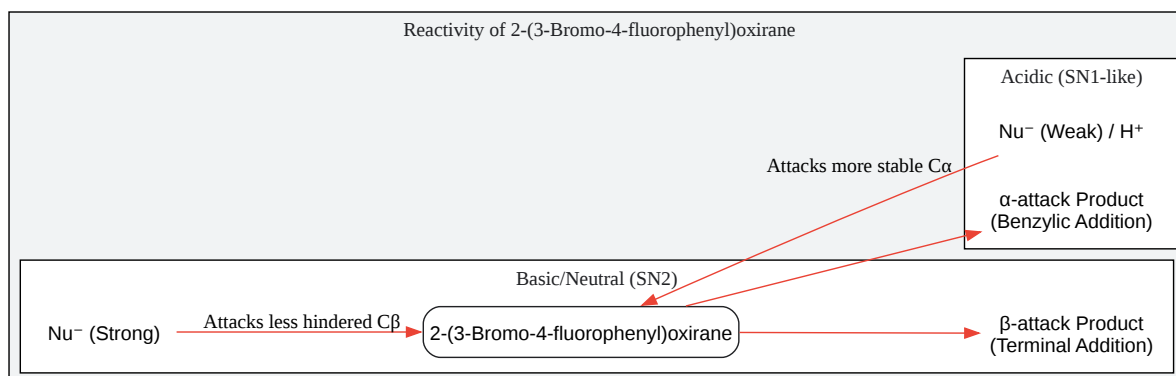 Reactivity of 2-(3-Bromo-4-fluorophenyl)oxirane
Acidic (SN1-like)
Nu⁻ (Weak) / H⁺
Attacks more stable Cα
α-attack Product
(Benzylic Addition)
Basic/Neutral (SN2)
Nu⁻ (Strong)
Attacks less hindered Cβ
2-(3-Bromo-4-fluorophenyl)oxirane
β-attack Product
(Terminal Addition)